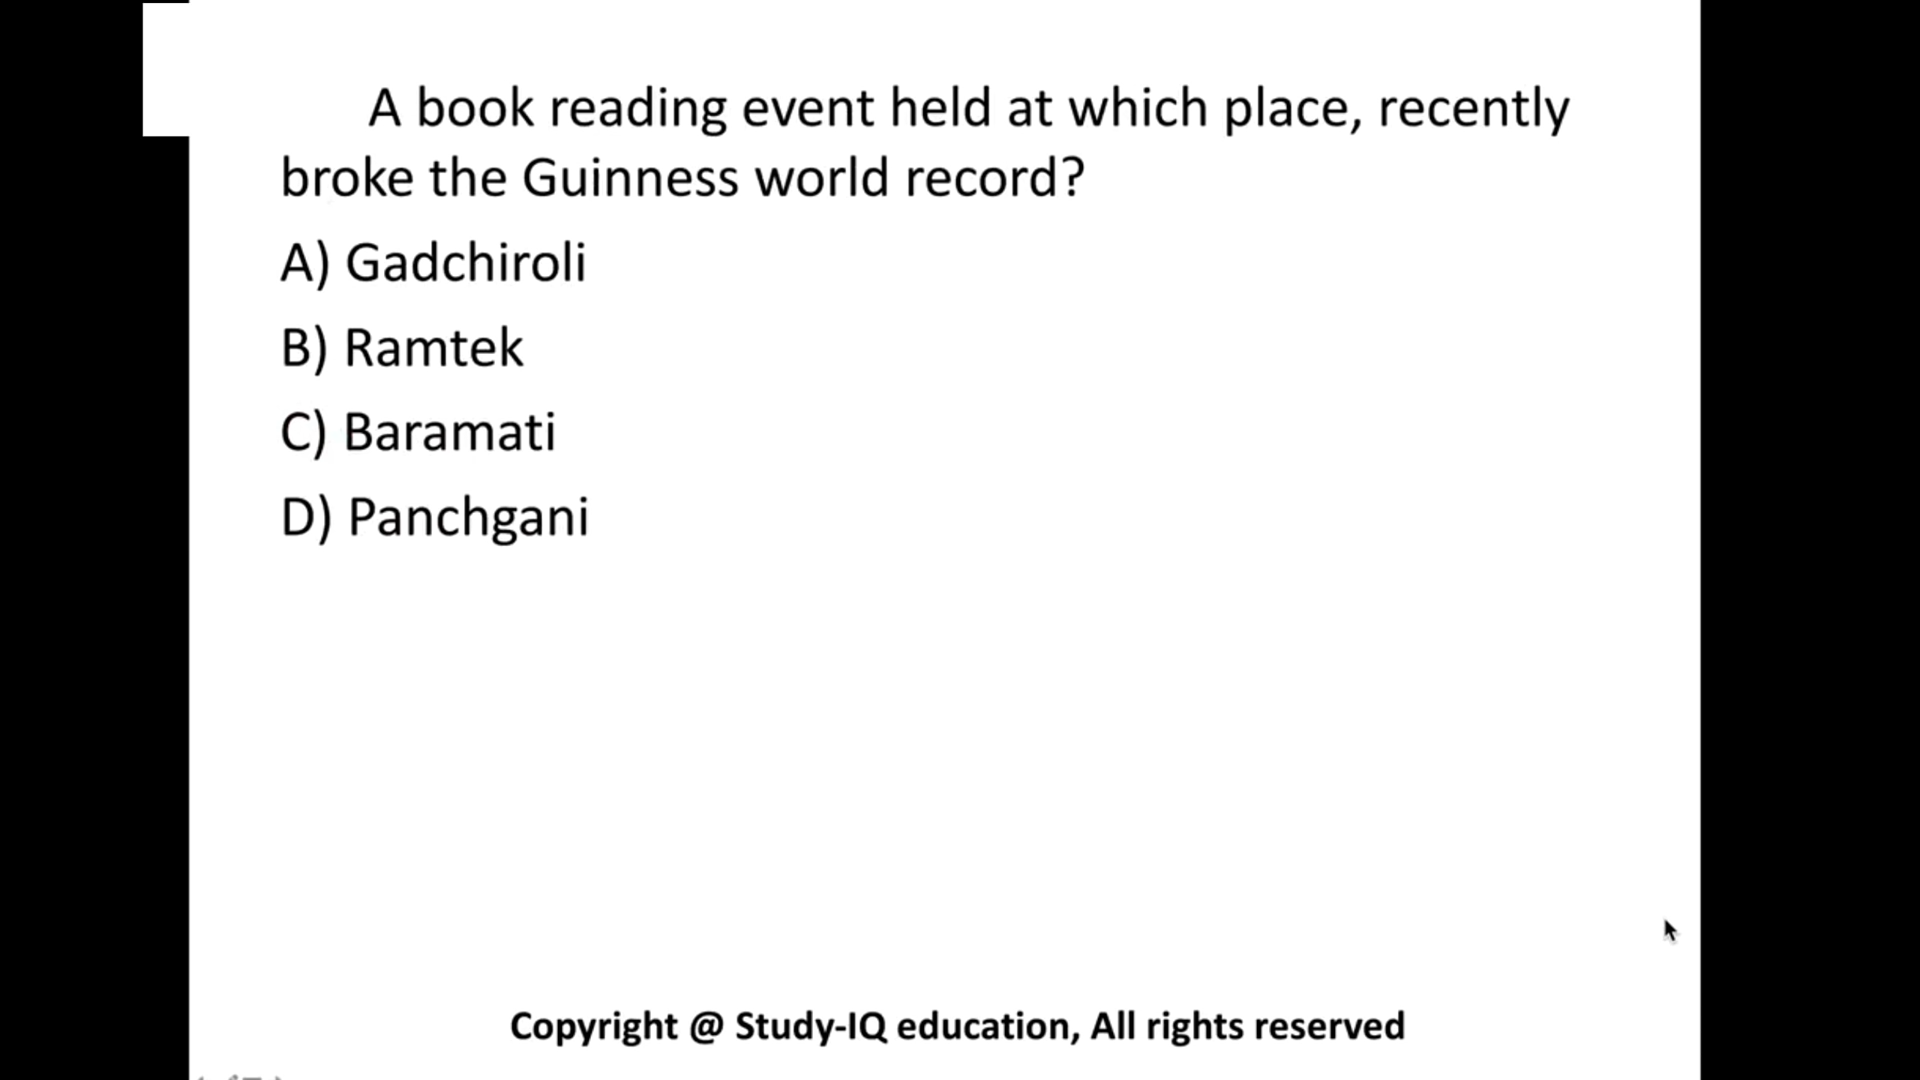 A book reading event held at which place, recently
broke the Guinness world record?
A) Gadchiroli
B) Ramtek
C) Baramati
D) Panchgani
Copyright @ Study-IQ education, All rights reserved